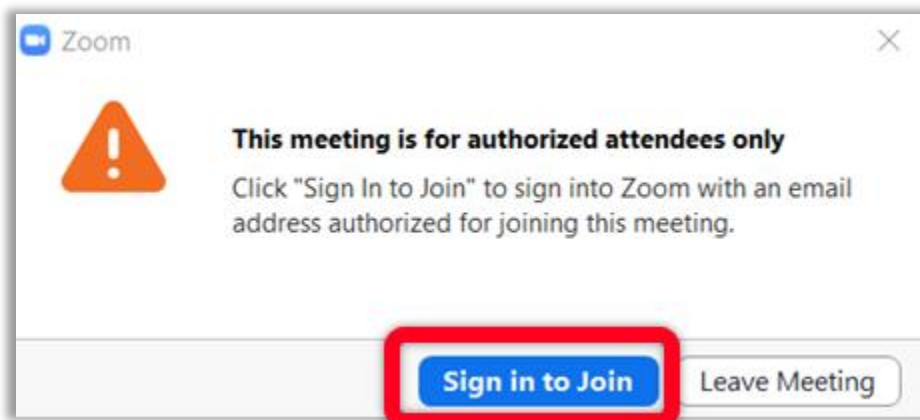 Zoom
This meeting is for authorized attendees only
Click "Sign In to Join" to sign into Zoom with an email
address authorized for joining this meeting.
Sign in to Join
Leave Meeting